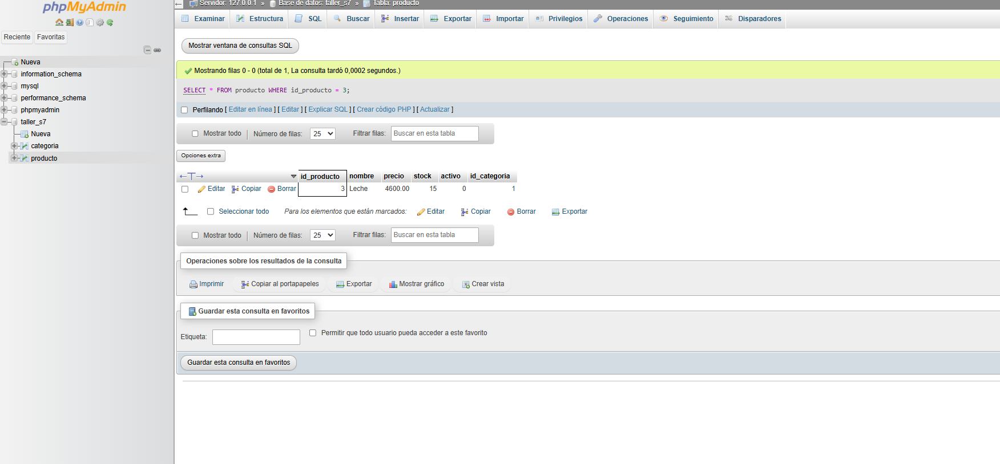 phpMyAdmin
Reciente Favoritas
Nueva
information_schema
mysql
performance_schema
phpmyadmin
taller_s7
Nueva
categoria
producto
Servidor: 127.0.0.1 » Base de datos: taller_s7 » Tabla: producto
Examinar Estructura SQL Buscar Insertar Exportar Importar Privilegios Operaciones Seguimiento Disparadores
Mostrar ventana de consultas SQL
Mostrando filas 0 - 0 (total de 1, La consulta tardó 0,0002 segundos.)
SELECT * FROM producto WHERE id_producto = 3;
Perfilando [ Editar en línea ] [ Editar ] [ Explicar SQL ] [ Crear código PHP ] [ Actualizar ]
Mostrar todo | Número de filas: 25 Filtrar filas: Buscar en esta tabla
Opciones extra
←T→ id_producto nombre precio stock activo id_categoria
Editar Copiar Borrar 3 Leche 4600.00 15 0 1
Seleccionar todo Para los elementos que están marcados: Editar Copiar Borrar Exportar
Mostrar todo | Número de filas: 25 Filtrar filas: Buscar en esta tabla
Operaciones sobre los resultados de la consulta
Imprimir Copiar al portapapeles Exportar Mostrar gráfico Crear vista
Guardar esta consulta en favoritos
Etiqueta: Permitir que todo usuario pueda acceder a este favorito
Guardar esta consulta en favoritos